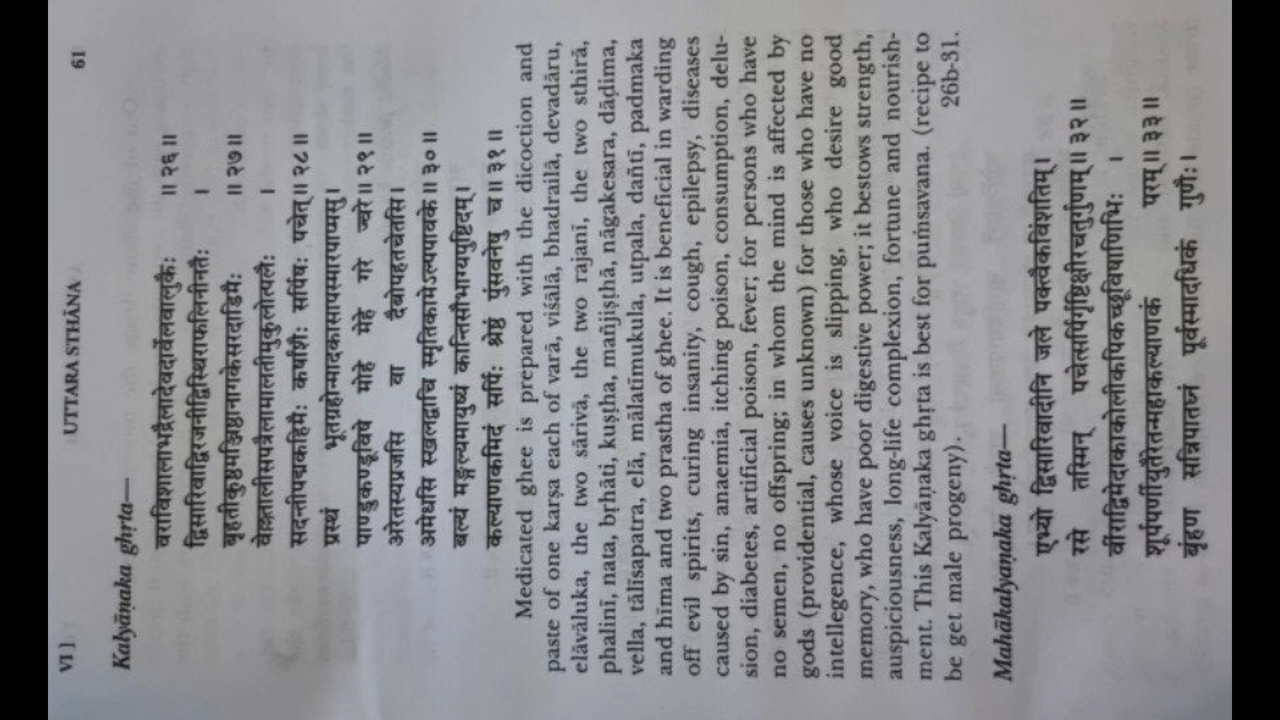 VI ] UTTARA STHĀNA 61
Kalyāṇaka ghṛta—
वराविशालाभद्रैलादेवदार्वेलवालुकैः ॥ २६ ॥
द्विसारिवाद्विरजनीद्विस्थिराफलिनीनतैः ।
बृहतीकुष्ठमञ्जिष्ठानागकेसरदाडिमैः ॥ २७ ॥
वेल्लतालीसपत्रैलामालतीमुकुलोत्पलैः ।
सदन्तीपद्मकहिमैः कर्षांशैः सर्पिषः पचेत् ॥ २८ ॥
प्रस्थं भूतग्रहोन्मादकासापस्मारपाप्मसु ।
पाण्डुकण्डूविषे मोहे मेहे गरे ज्वरे ॥ २९ ॥
अरेतस्यप्रजसि वा दैवोपहतचेतसि ।
अमेधसि स्खलद्वाचि स्मृतिकामेऽल्पपावके ॥ ३० ॥
बल्यं मङ्गल्यमायुष्यं कान्तिसौभाग्यपुष्टिदम् ।
कल्याणकमिदं सर्पिः श्रेष्ठं पुंसवनेषु च ॥ ३१ ॥
Medicated ghee is prepared with the dicoction and
paste of one karṣa each of varā, viśālā, bhadrailā, devadāru,
elāvāluka, the two sārivā, the two rajanī, the two sthirā,
phalinī, nata, bṛhāti, kuṣṭha, mañjiṣṭhā, nāgakesara, dāḍima,
vella, tālīsapatra, elā, mālatīmukula, utpala, dañtī, padmaka
and hīma and two prastha of ghee. It is beneficial in warding
off evil spirits, curing insanity, cough, epilepsy, diseases
caused by sin, anaemia, itching poison, consumption, delu-
sion, diabetes, artificial poison, fever; for persons who have
no semen, no offspring; in whom the mind is affected by
gods (providential, causes unknown) for those who have no
intellegence, whose voice is slipping, who desire good
memory, who have poor digestive power; it bestows strength,
auspiciousness, long-life complexion, fortune and nourish-
ment. This Kalyāṇaka ghṛta is best for puṁsavana. (recipe to
be get male progeny). 26b-31.
Mahākalyaṇaka ghṛta—
एभ्यो द्विसारिवादीनि जले पक्त्वैकविंशतिम् ।
रसे तस्मिन् पचेत्सर्पिर्गृष्टिक्षीरचतुर्गुणम् ॥ ३२ ॥
वीराद्विमेदाकाकोलीकपिकच्छूविषाणिभिः ।
शूर्पपर्णीयुतैरेतन्महाकल्याणकं परम् ॥ ३३ ॥
बृंहणं सन्निपातघ्नं पूर्वस्मादधिकं गुणैः ।